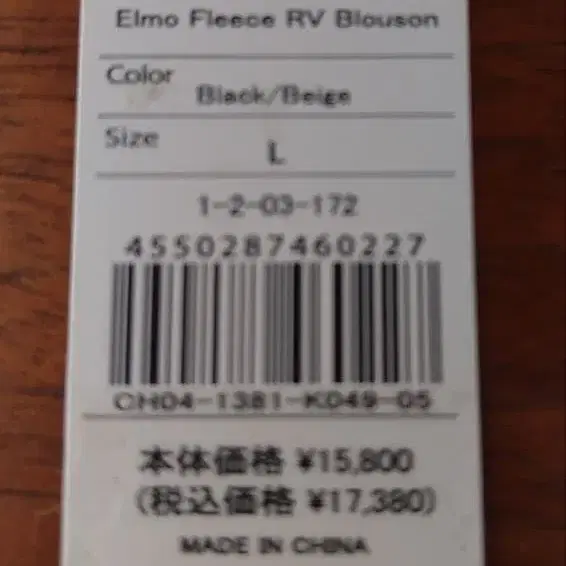 Elmo Fleece RV Blouson
Color
Black/Beige
Size
L
1-2-03-172
4550287460227
CH04-1381-K049-05
本体価格 ¥15,800
(税込価格 ¥17,380)
MADE IN CHINA